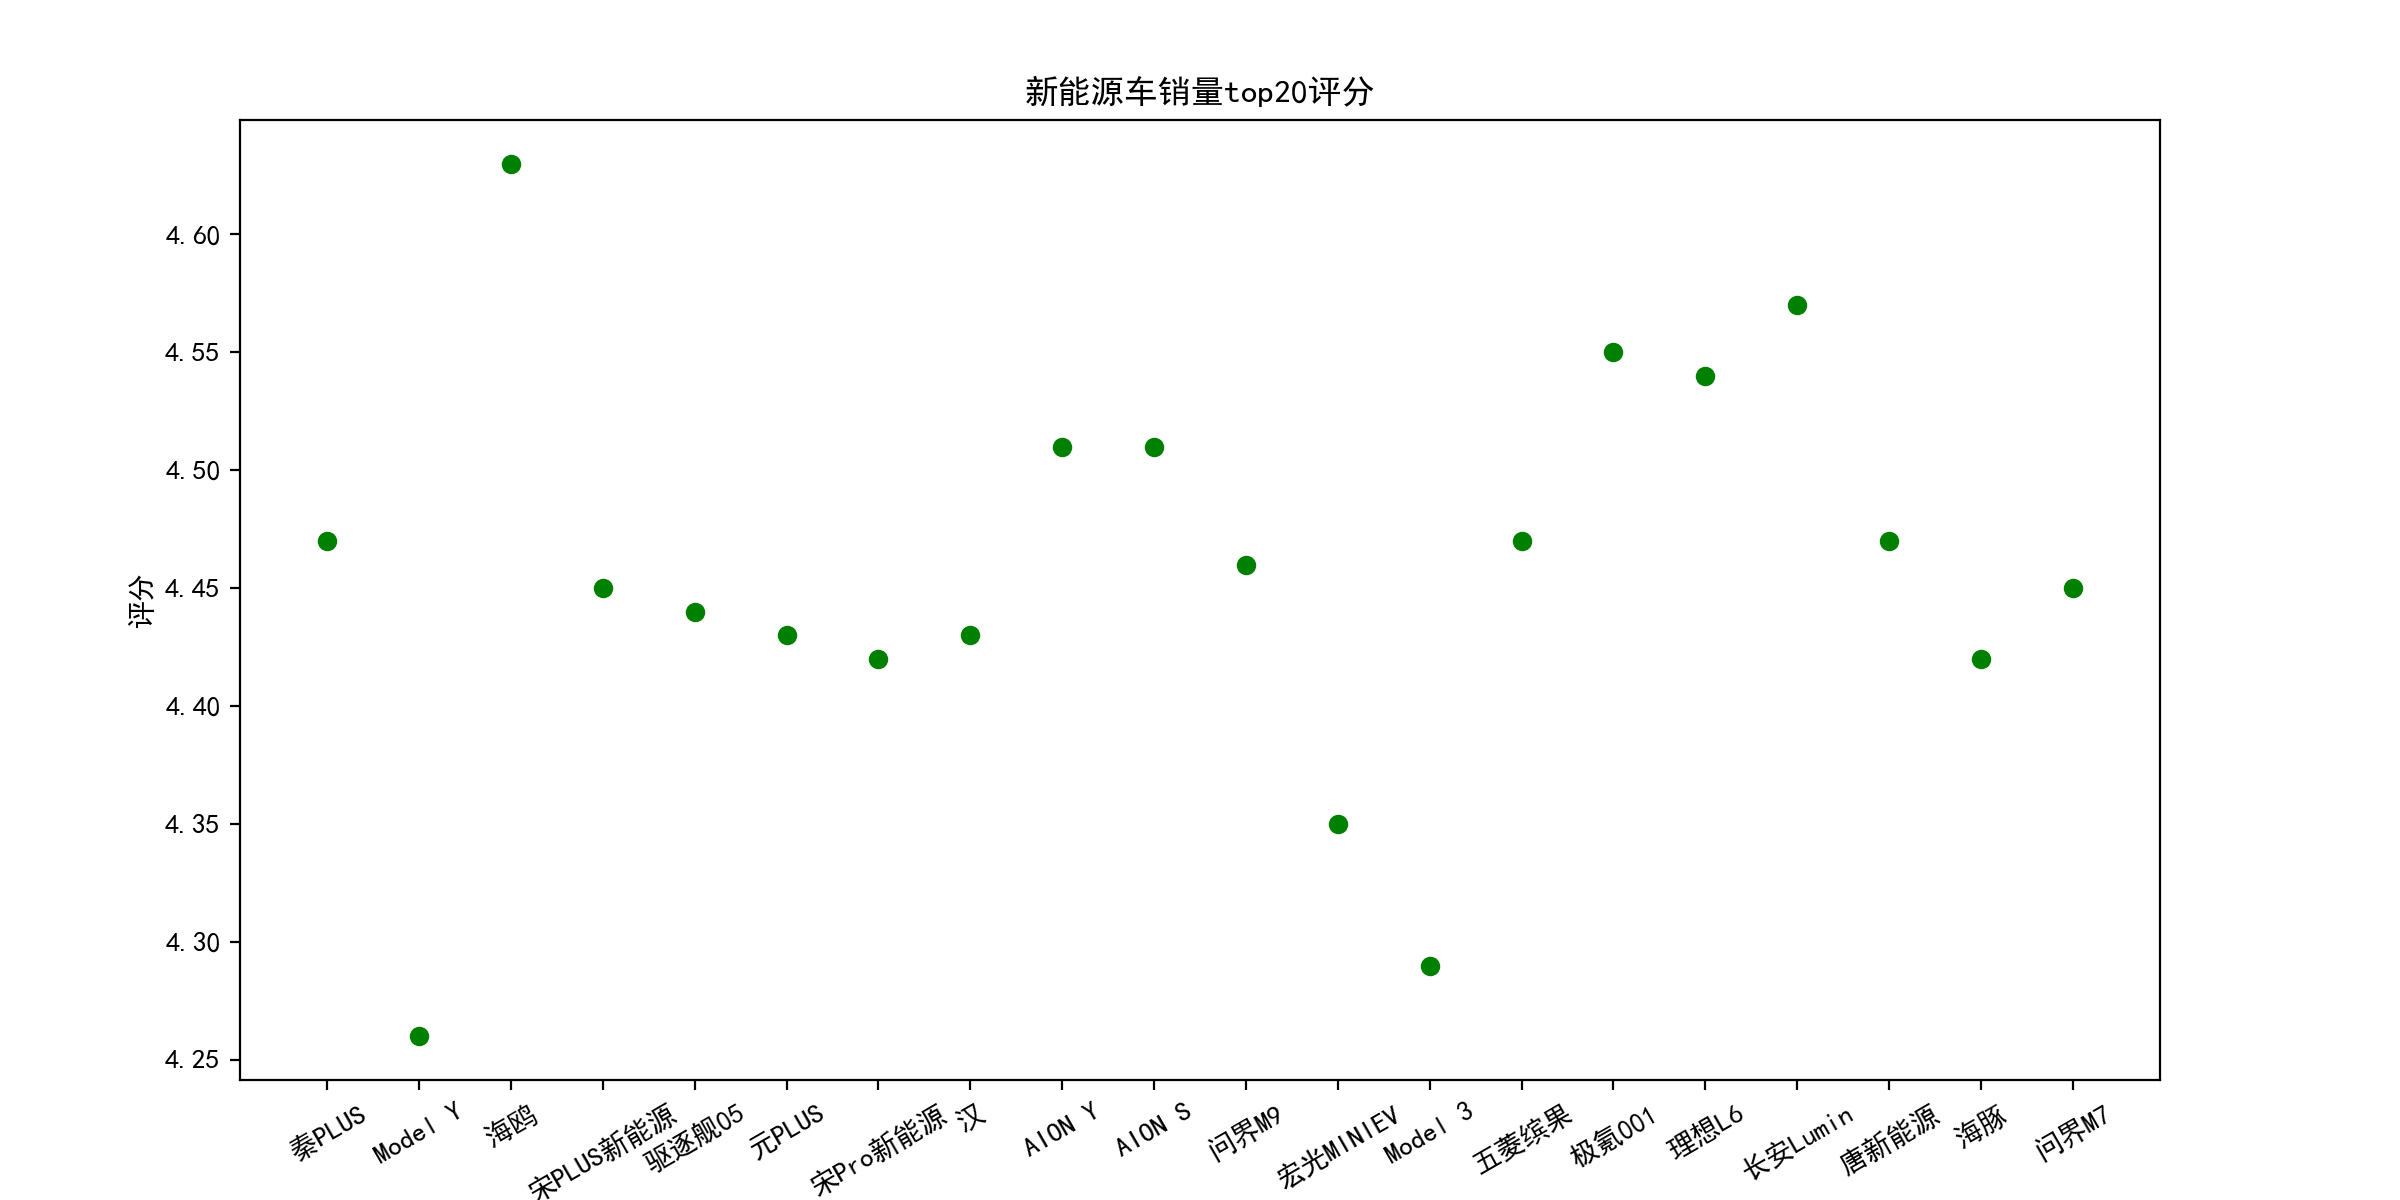 新能源车销量top20评分
评分
4.60
4.55
4.50
4.45
4.40
4.35
4.30
4.25
秦PLUS
Model Y
海鸥
宋PLUS新能源
驱逐舰05
元PLUS
宋Pro新能源
汉
AION Y
AION S
问界M9
宏光MINIEV
Model 3
五菱缤果
极氪001
理想L6
长安Lumin
唐新能源
海豚
问界M7